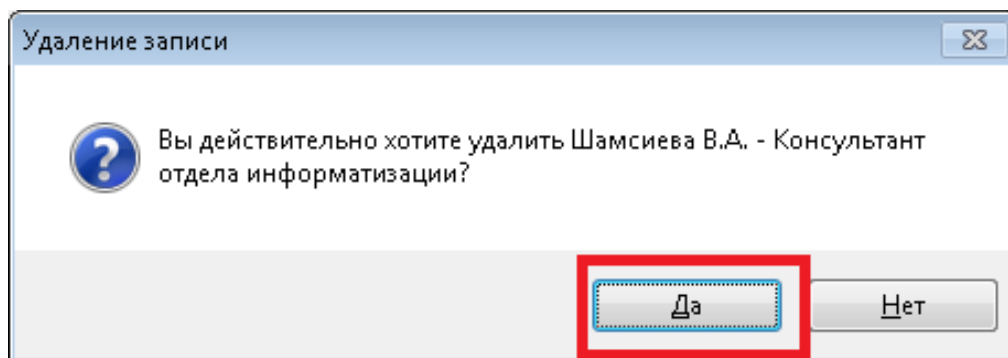 Удаление записи
Вы действительно хотите удалить Шамсиева В.А. - Консультант
отдела информатизации?
Да
Нет